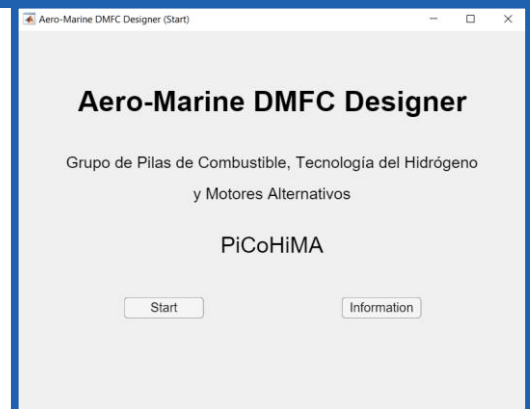 Aero-Marine DMFC Designer (Start)
Aero-Marine DMFC Designer
Grupo de Pilas de Combustible, Tecnología del Hidrógeno
y Motores Alternativos
PiCoHiMA
Start
Information